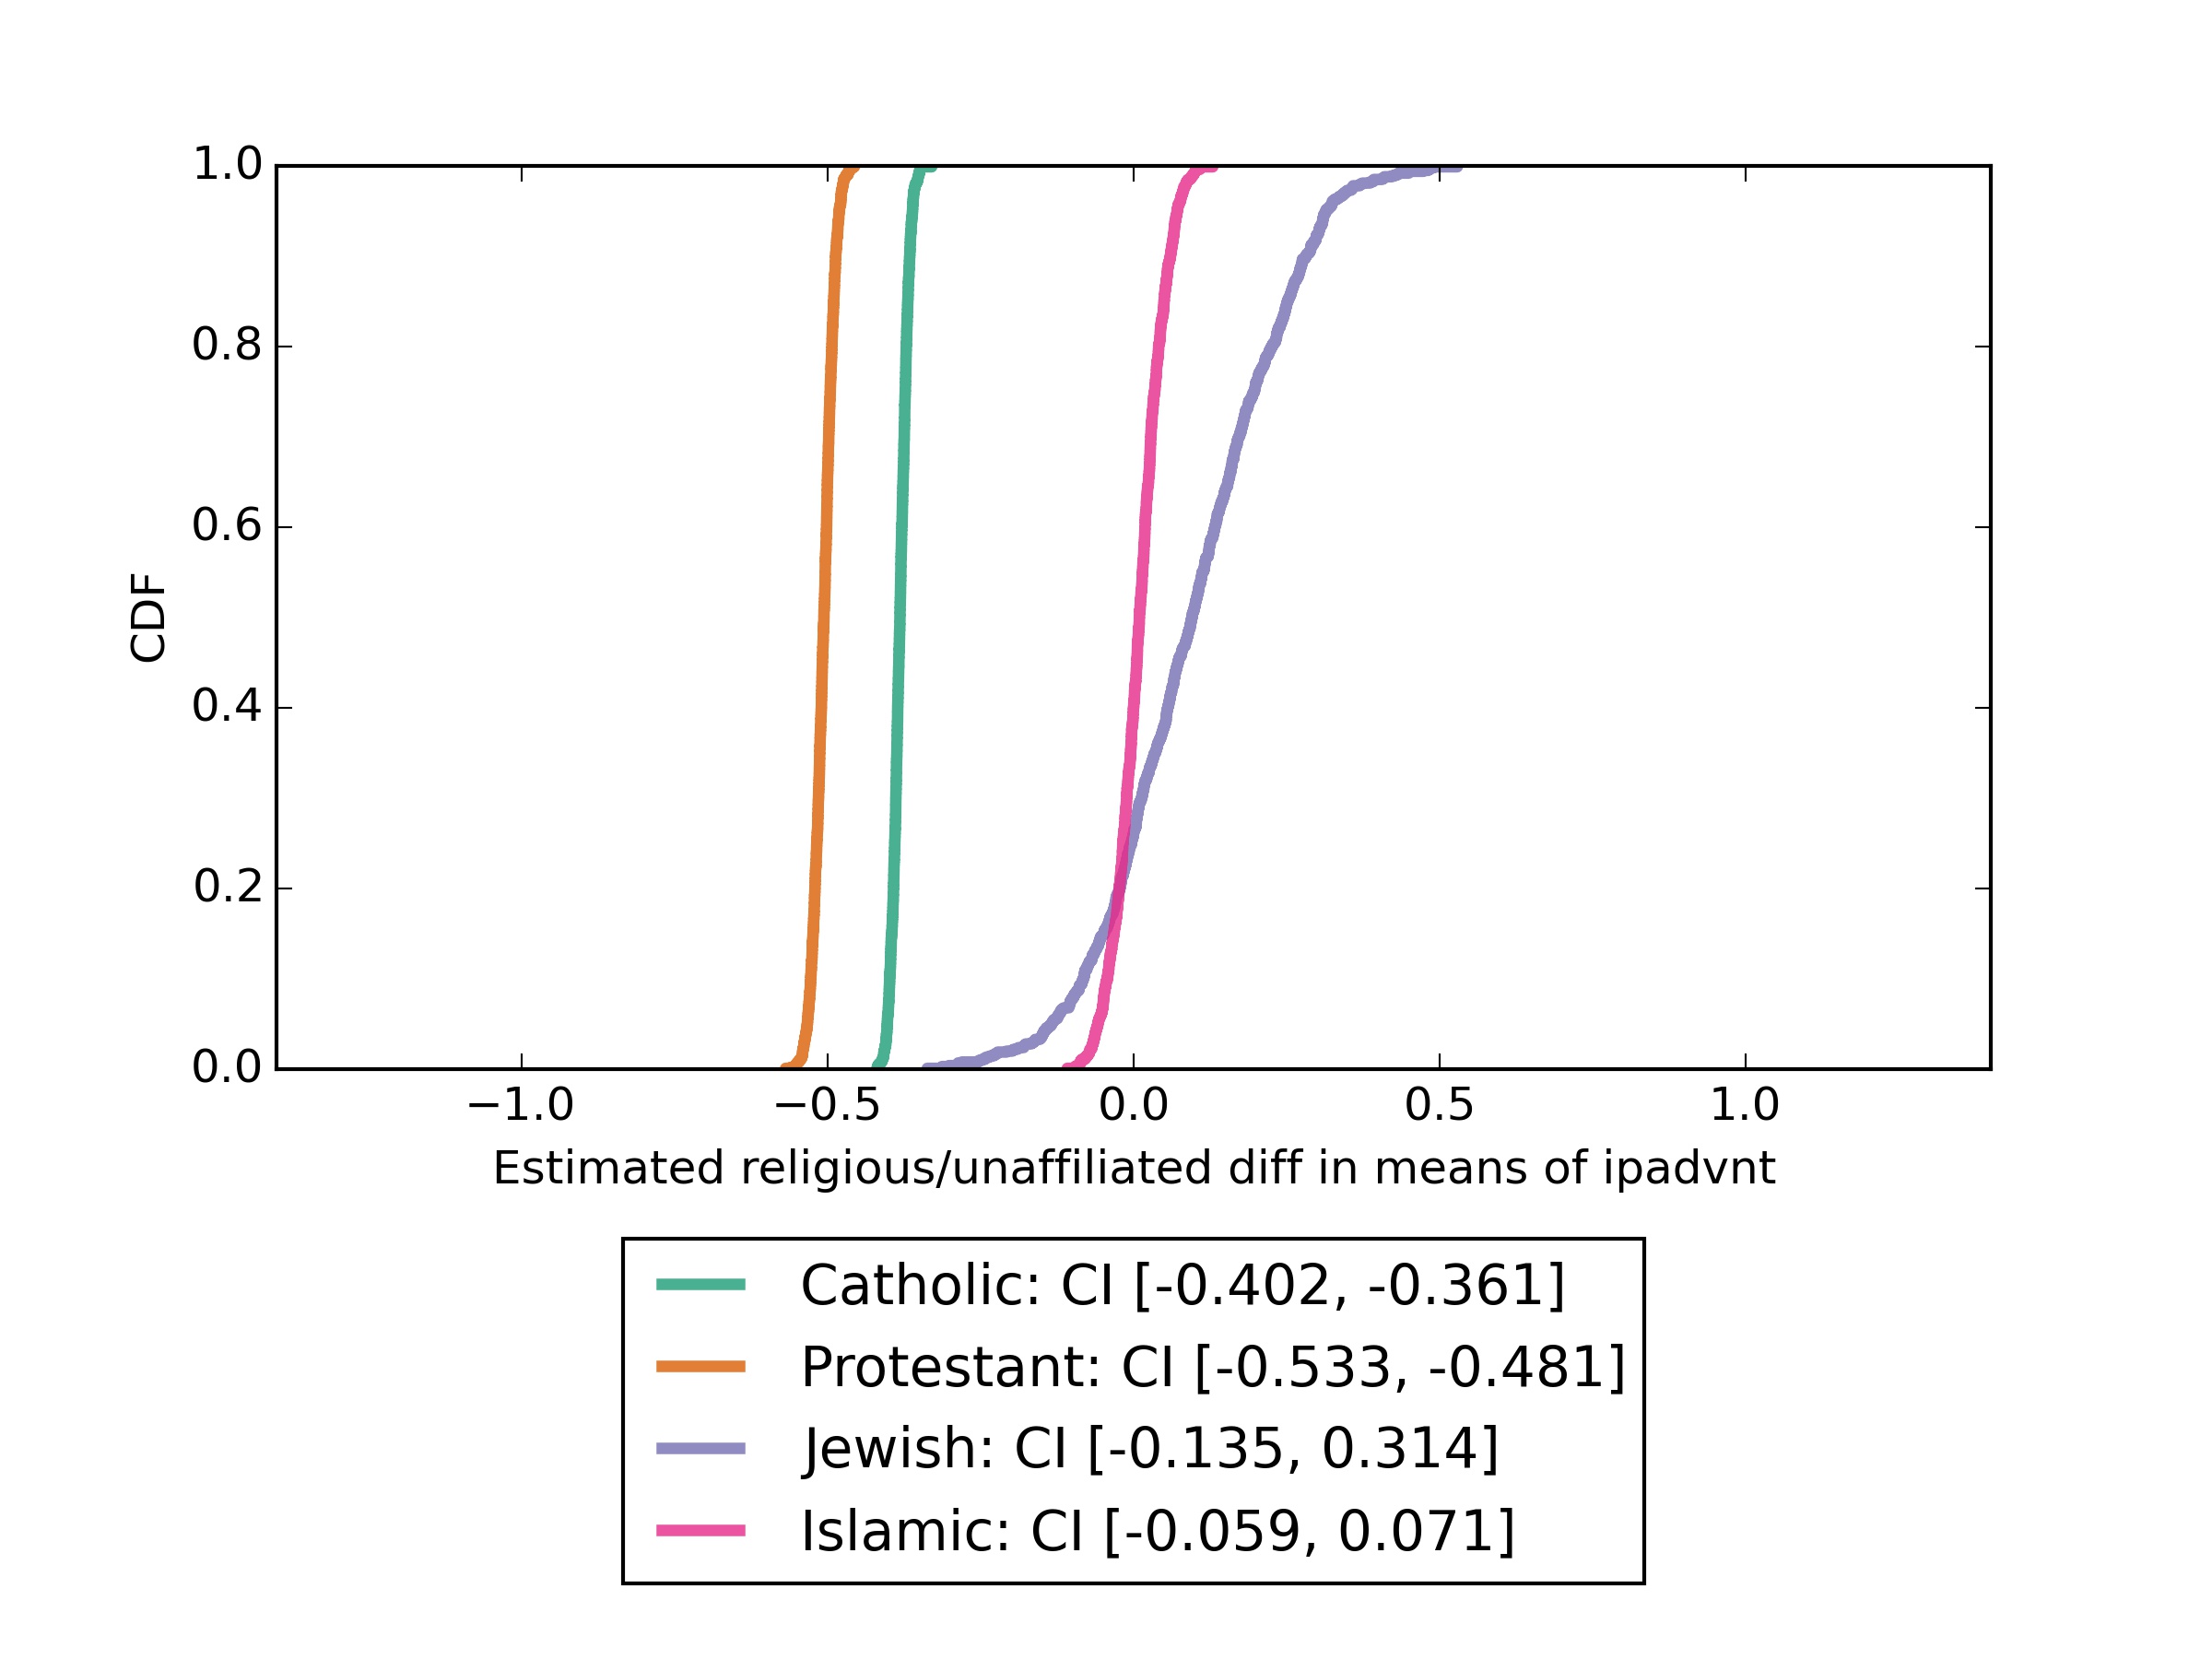 1.0
0.8
0.6
0.4
0.2
0.0
CDF
−1.0 −0.5 0.0 0.5 1.0
Estimated religious/unaffiliated diff in means of ipadvnt
Catholic: CI [-0.402, -0.361]
Protestant: CI [-0.533, -0.481]
Jewish: CI [-0.135, 0.314]
Islamic: CI [-0.059, 0.071]